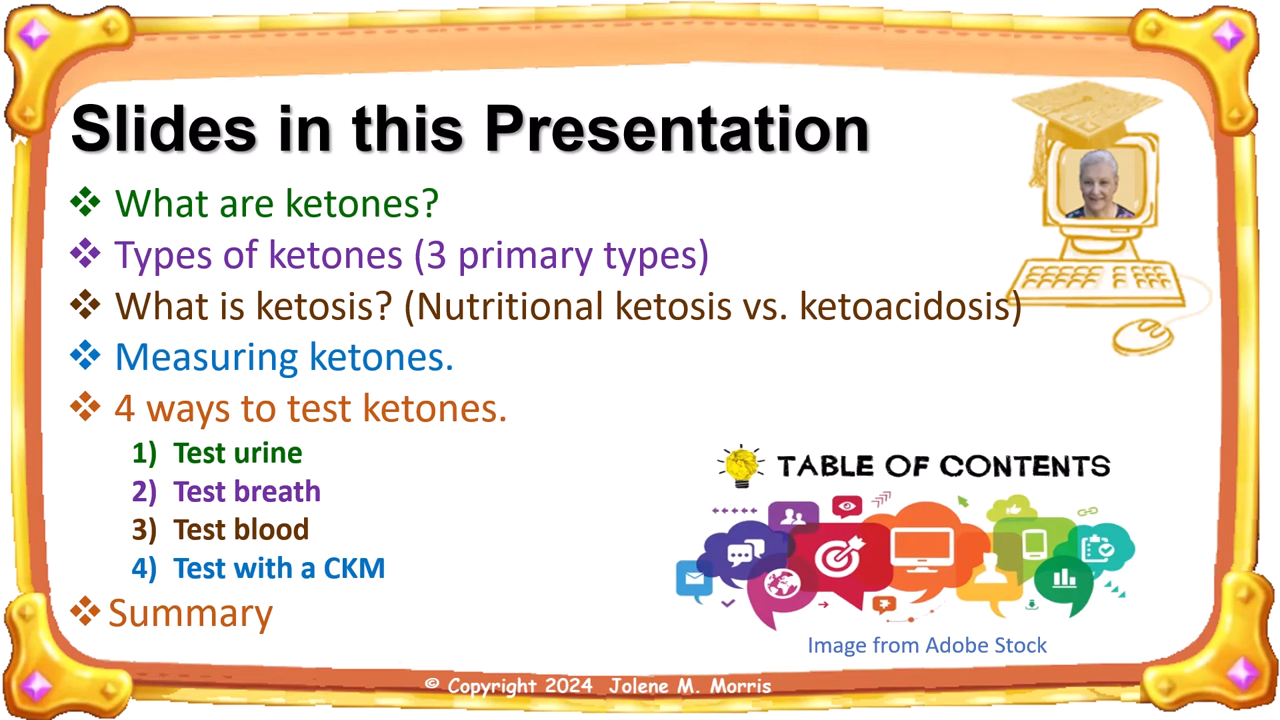 Slides in this Presentation
❖ What are ketones?
❖ Types of ketones (3 primary types)
❖ What is ketosis? (Nutritional ketosis vs. ketoacidosis)
❖ Measuring ketones.
❖ 4 ways to test ketones.
1) Test urine
2) Test breath
3) Test blood
4) Test with a CKM
❖ Summary
TABLE OF CONTENTS
Image from Adobe Stock
© Copyright 2024 Jolene M. Morris